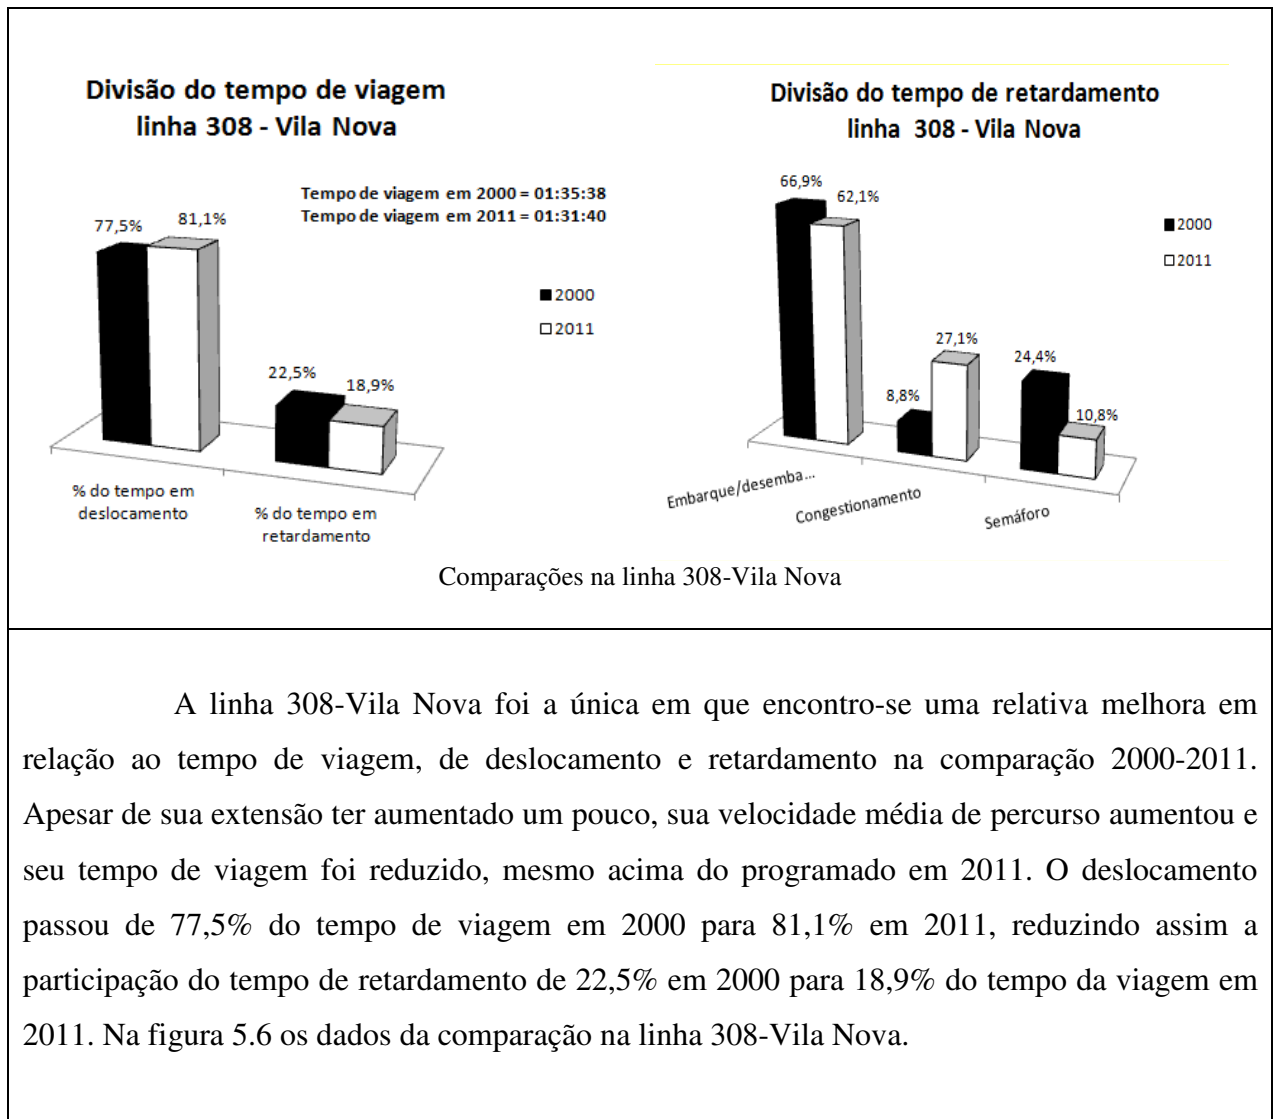 Divisão do tempo de viagem
linha 308 - Vila Nova
Tempo de viagem em 2000 = 01:35:38
Tempo de viagem em 2011 = 01:31:40
77,5%
81,1%
22,5%
18,9%
2000
2011
% do tempo em
deslocamento
% do tempo em
retardamento
Divisão do tempo de retardamento
linha 308 - Vila Nova
66,9%
62,1%
8,8%
27,1%
24,4%
10,8%
2000
2011
Embarque/desemba...
Congestionamento
Semáforo
Comparações na linha 308-Vila Nova
A linha 308-Vila Nova foi a única em que encontro-se uma relativa melhora em
relação ao tempo de viagem, de deslocamento e retardamento na comparação 2000-2011.
Apesar de sua extensão ter aumentado um pouco, sua velocidade média de percurso aumentou e
seu tempo de viagem foi reduzido, mesmo acima do programado em 2011. O deslocamento
passou de 77,5% do tempo de viagem em 2000 para 81,1% em 2011, reduzindo assim a
participação do tempo de retardamento de 22,5% em 2000 para 18,9% do tempo da viagem em
2011. Na figura 5.6 os dados da comparação na linha 308-Vila Nova.